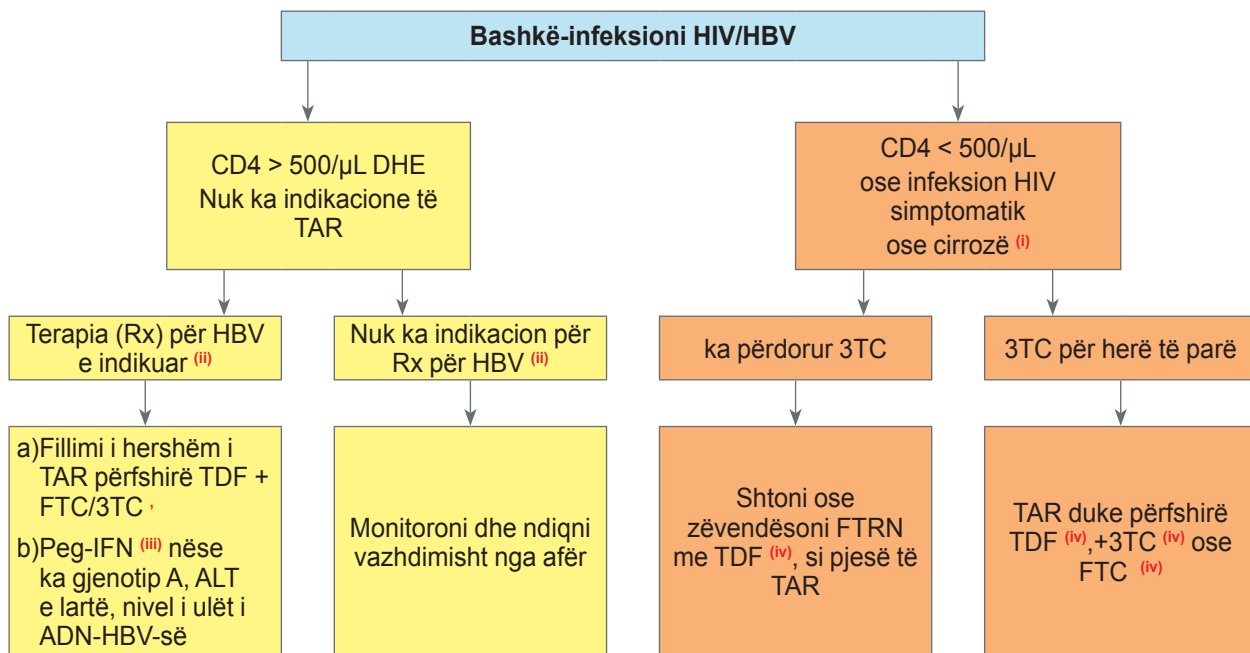 Bashkë-infeksioni HIV/HBV
CD4 > 500/µL DHE
Nuk ka indikacione të
TAR
CD4 < 500/µL
ose infeksion HIV
simptomatik
ose cirrozë (i)
Terapia (Rx) për HBV
e indikuar (ii)
Nuk ka indikacion për
Rx për HBV (ii)
ka përdorur 3TC
3TC për herë të parë
a)Fillimi i hershëm i
TAR përfshirë TDF +
FTC/3TC ,
b)Peg-IFN (iii) nëse
ka gjenotip A, ALT
e lartë, nivel i ulët i
ADN-HBV-së
Monitoroni dhe ndiqni
vazhdimisht nga afër
Shtoni ose
zëvendësoni FTRN
me TDF (iv), si pjesë të
TAR
TAR duke përfshirë
TDF (iv),+3TC (iv) ose
FTC (iv)